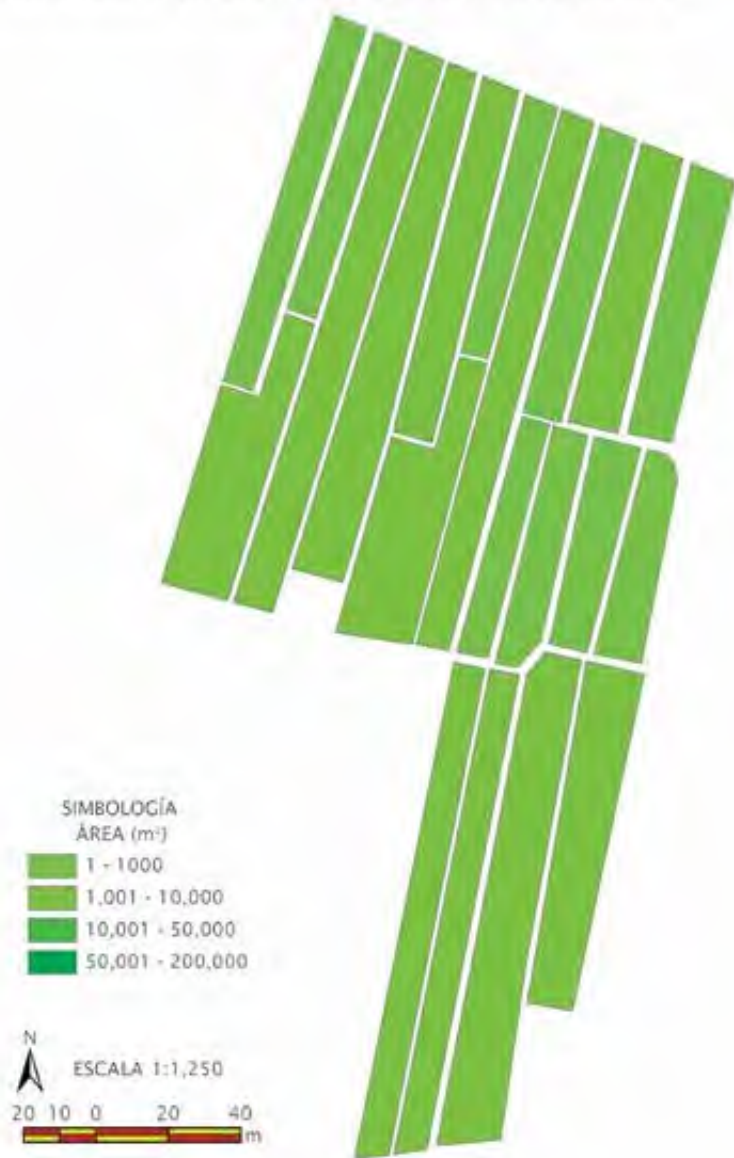 SIMBOLOGÍA
ÁREA (m²)
1 - 1000
1,001 - 10,000
10,001 - 50,000
50,001 - 200,000
N
ESCALA 1:1,250
20 10 0 20 40
m